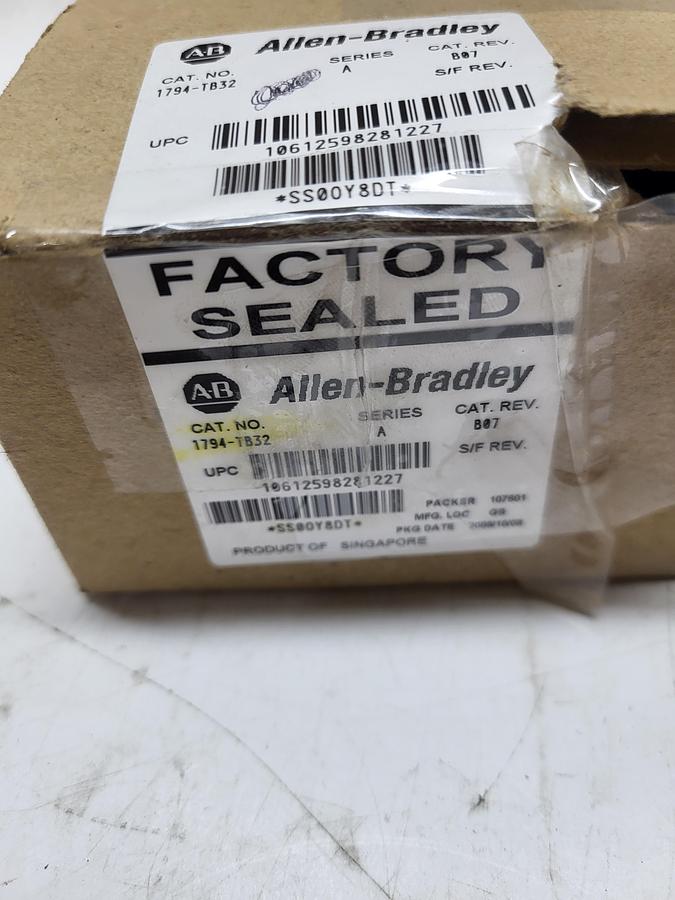 A-B Allen-Bradley
CAT. NO. SERIES CAT. REV.
1794-TB32 A B07
S/F REV.
UPC
10612598281227
*SS00Y8DT*
FACTORY
SEALED
A-B Allen-Bradley
CAT. NO. SERIES CAT. REV.
1794-TB32 A B07
S/F REV.
UPC
10612598281227
PACKER 107601
MFG. LOC GS
*SS00Y8DT*
PKG DATE
PRODUCT OF SINGAPORE